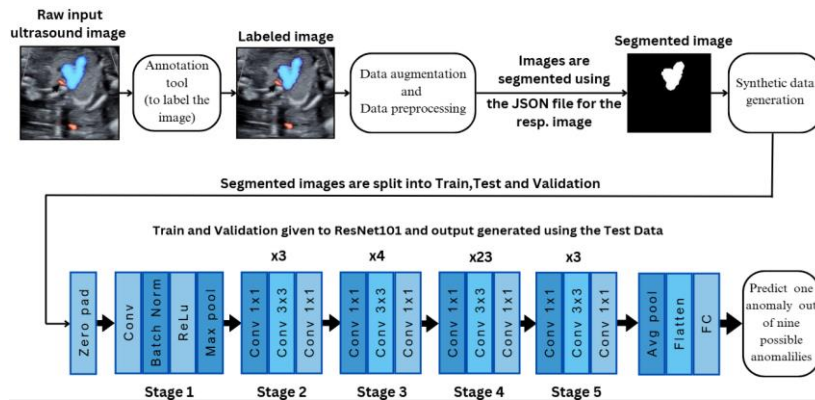 Raw input
ultrasound image
Annotation
tool
(to label the
image)
Labeled image
Data augmentation
and
Data preprocessing
Images are
segmented using
the JSON file for the
resp. image
Segmented image
Synthetic data
generation
Segmented images are split into Train,Test and Validation
Train and Validation given to ResNet101 and output generated using the Test Data
x3
x4
x23
x3
Zero pad
Conv
Batch Norm
ReLu
Max pool
Conv 1x1
Conv 3x3
Conv 1x1
Conv 1x1
Conv 3x3
Conv 1x1
Conv 1x1
Conv 3x3
Conv 1x1
Conv 1x1
Conv 3x3
Conv 1x1
Avg pool
Flatten
FC
Predict one
anomaly out
of nine
possible
anomalilies
Stage 1
Stage 2
Stage 3
Stage 4
Stage 5